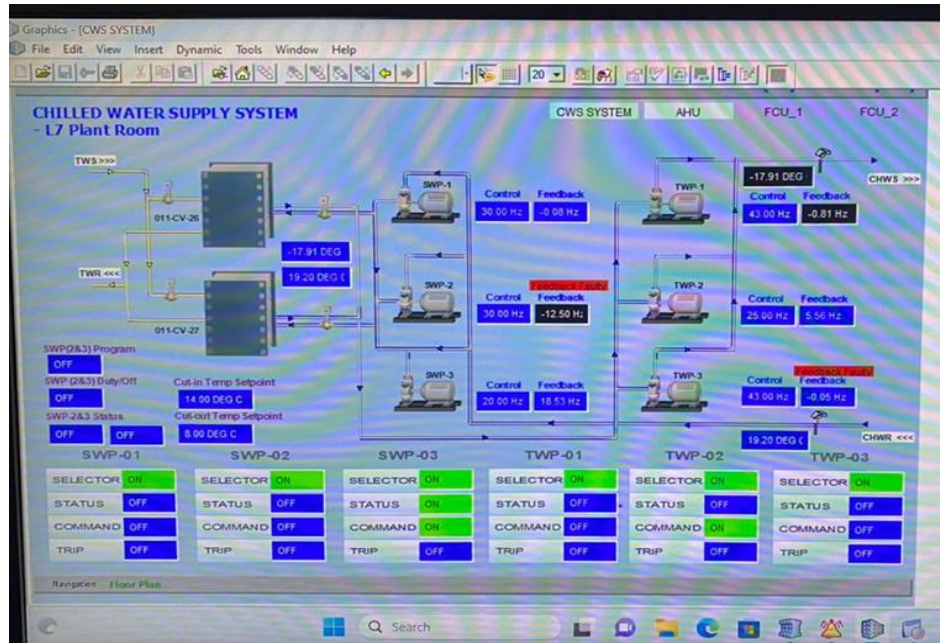 Graphics - [CWS SYSTEM]
File Edit View Insert Dynamic Tools Window Help
20
CHILLED WATER SUPPLY SYSTEM
- L7 Plant Room
CWS SYSTEM AHU FCU_1 FCU_2
TWS >>>
011-CV-26
-17.91 DEG
19.20 DEG C
TWR <<<
011-CV-27
SWP-1
Control Feedback
30.00 Hz -0.08 Hz
SWP-2
Feedback Faulty
Control Feedback
30.00 Hz -12.50 Hz
SWP-3
Control Feedback
20.00 Hz 18.53 Hz
TWP-1
-17.91 DEG
CHWS >>>
Control Feedback
43.00 Hz -0.81 Hz
TWP-2
Control Feedback
25.00 Hz 5.56 Hz
TWP-3
Feedback Faulty
Control Feedback
43.00 Hz -0.05 Hz
19.20 DEG (
CHWR <<<
SWP(2&3) Program
OFF
SWP (2&3) Duty/Off
OFF
SWP-2&3 Status
OFF OFF
Cut-in Temp Setpoint
14.00 DEG C
Cut-out Temp Setpoint
8.00 DEG C
SWP-01 SWP-02 SWP-03 TWP-01 TWP-02 TWP-03
SELECTOR ON SELECTOR ON SELECTOR ON SELECTOR ON SELECTOR ON SELECTOR ON
STATUS OFF STATUS OFF STATUS ON STATUS OFF STATUS OFF STATUS OFF
COMMAND OFF COMMAND OFF COMMAND ON COMMAND OFF COMMAND ON COMMAND OFF
TRIP OFF TRIP OFF TRIP OFF TRIP OFF TRIP OFF TRIP OFF
Navigation Floor Plan
Search